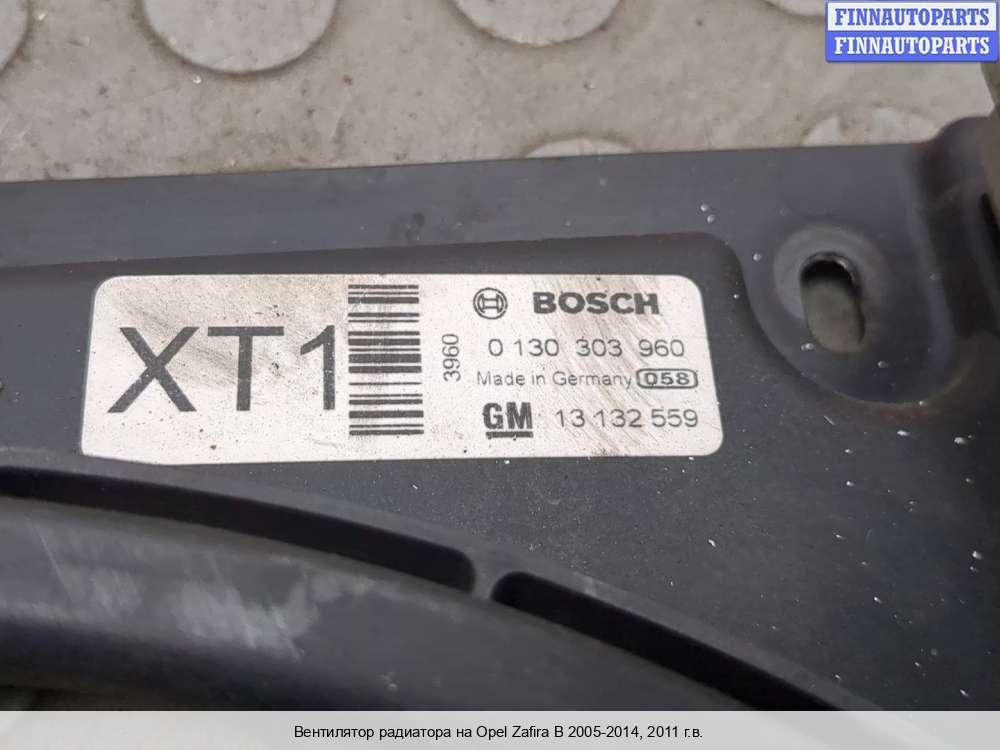 FINNAUTOPARTS
FINNAUTOPARTS
XT1
3960
BOSCH
0 130 303 960
Made in Germany 058
GM 13 132 559
Вентилятор радиатора на Opel Zafira B 2005-2014, 2011 г.в.